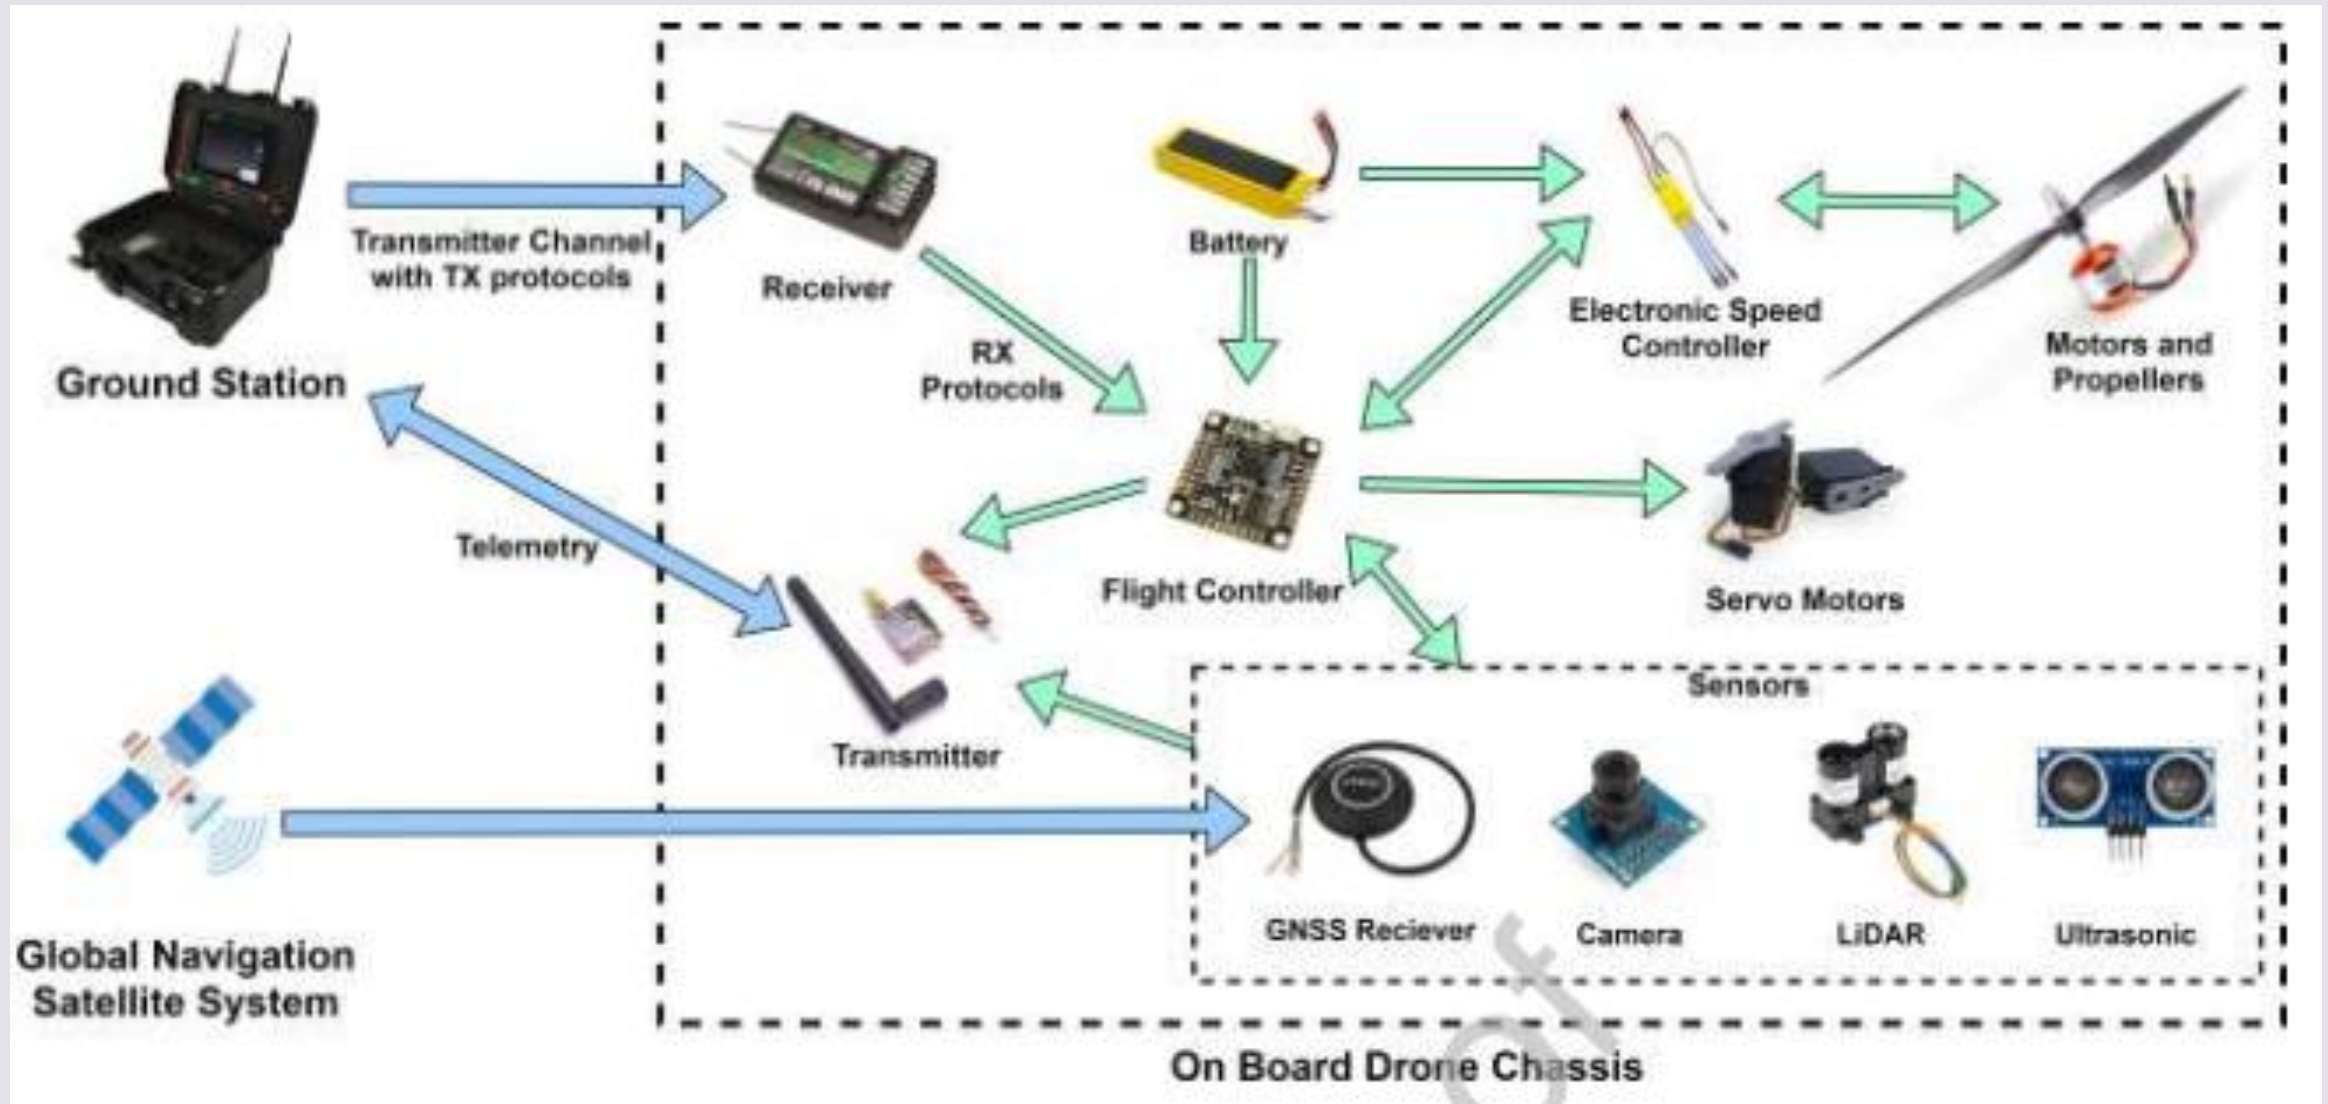 Transmitter Channel
with TX protocols
Ground Station
Receiver
Battery
Electronic Speed
Controller
Motors and
Propellers
RX
Protocols
Telemetry
Flight Controller
Servo Motors
Transmitter
Sensors
GNSS Reciever
Camera
LiDAR
Ultrasonic
Global Navigation
Satellite System
On Board Drone Chassis
of